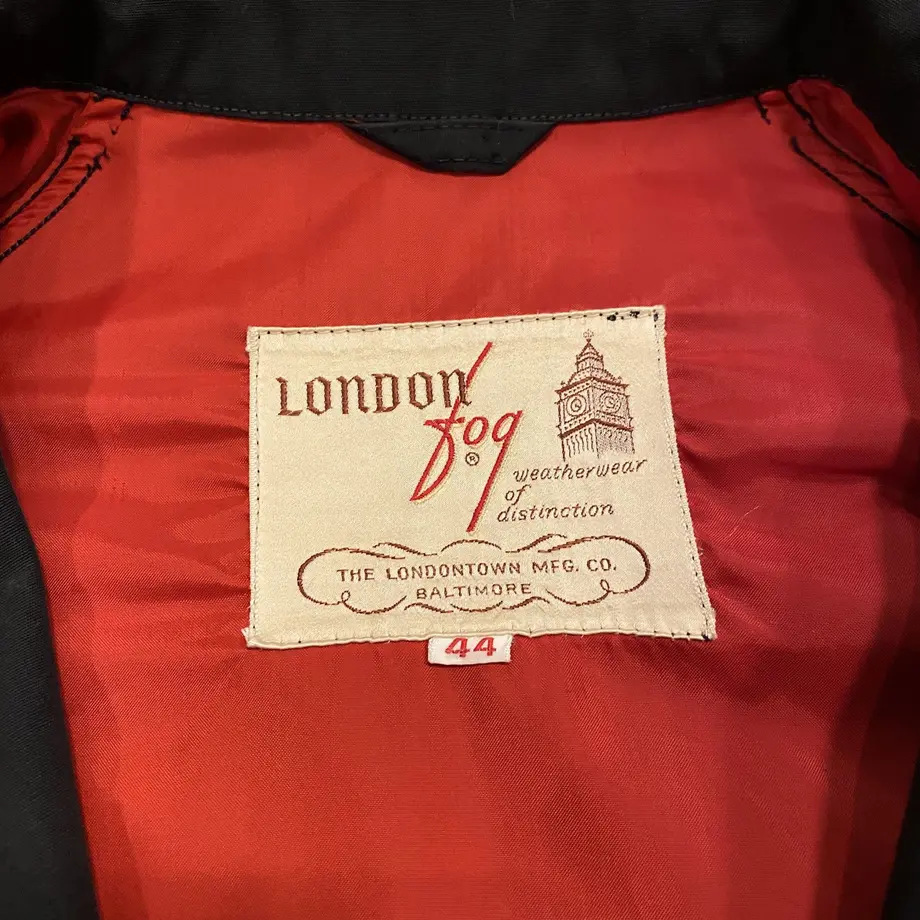 LONDON
fog
®
weatherwear
of
distinction
THE LONDONTOWN MFG. CO.
BALTIMORE
44